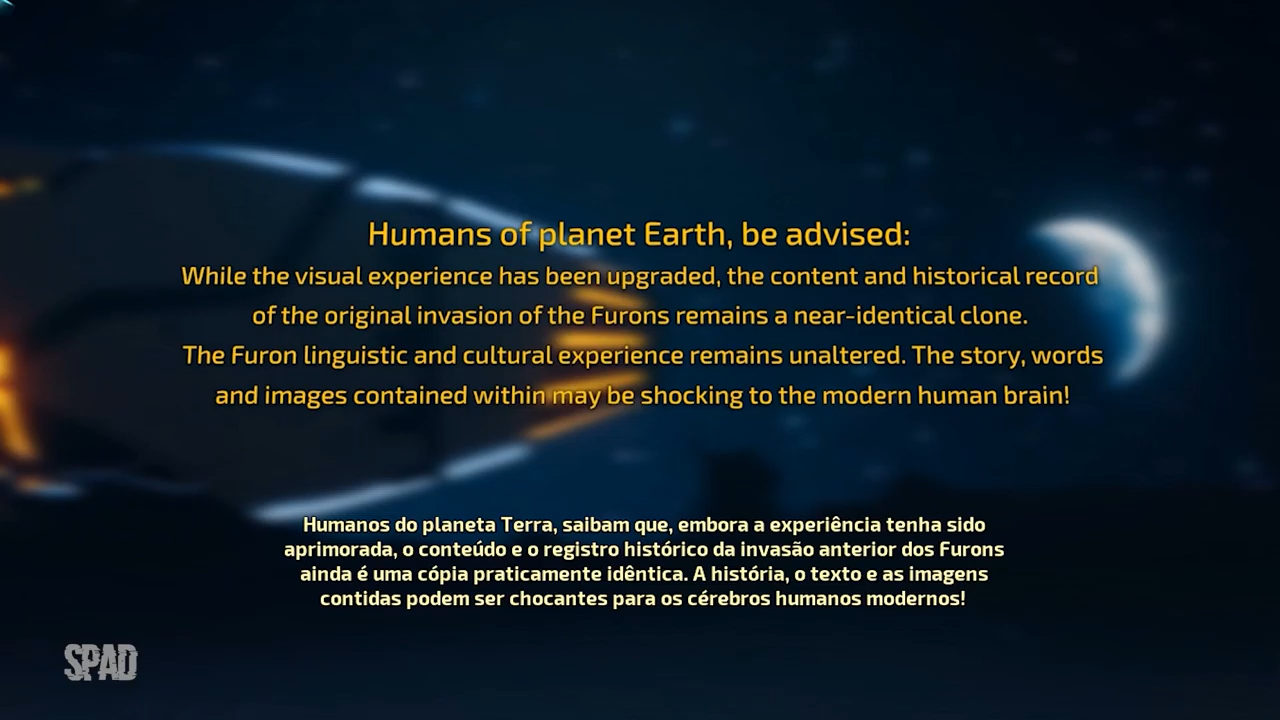 Humans of planet Earth, be advised:
While the visual experience has been upgraded, the content and historical record
of the original invasion of the Furons remains a near-identical clone.
The Furon linguistic and cultural experience remains unaltered. The story, words
and images contained within may be shocking to the modern human brain!
Humanos do planeta Terra, saibam que, embora a experiência tenha sido
aprimorada, o conteúdo e o registro histórico da invasão anterior dos Furons
ainda é uma cópia praticamente idêntica. A história, o texto e as imagens
contidas podem ser chocantes para os cérebros humanos modernos!
SPAD